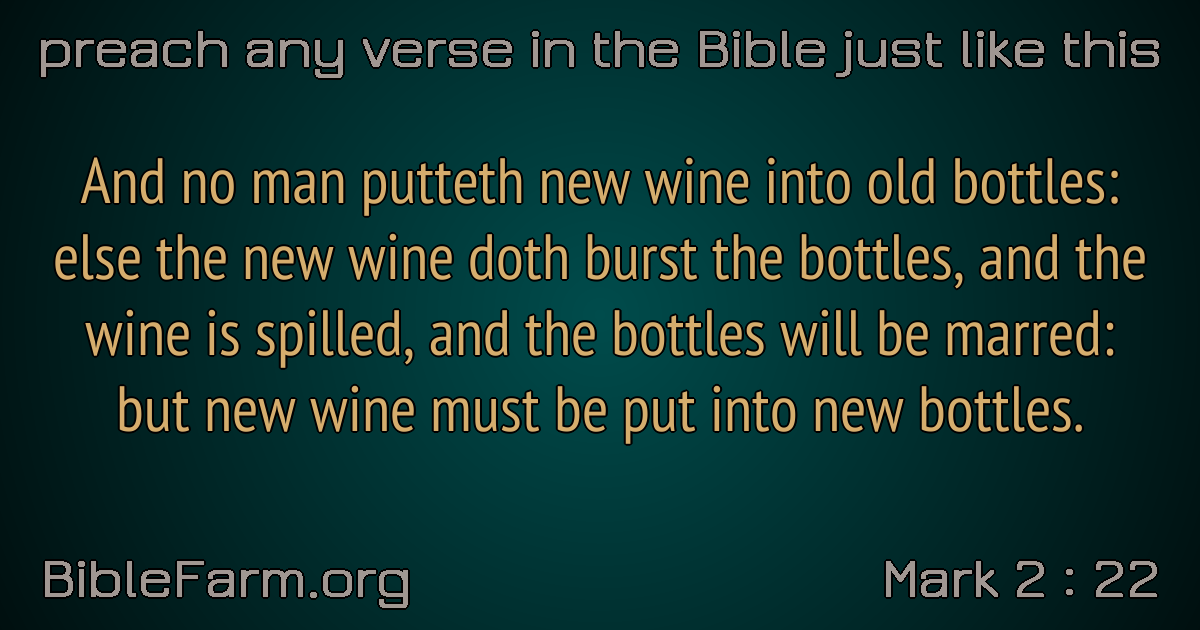 preach any verse in the Bible just like this
And no man putteth new wine into old bottles:
else the new wine doth burst the bottles, and the
wine is spilled, and the bottles will be marred:
but new wine must be put into new bottles.
BibleFarm.org
Mark 2 : 22